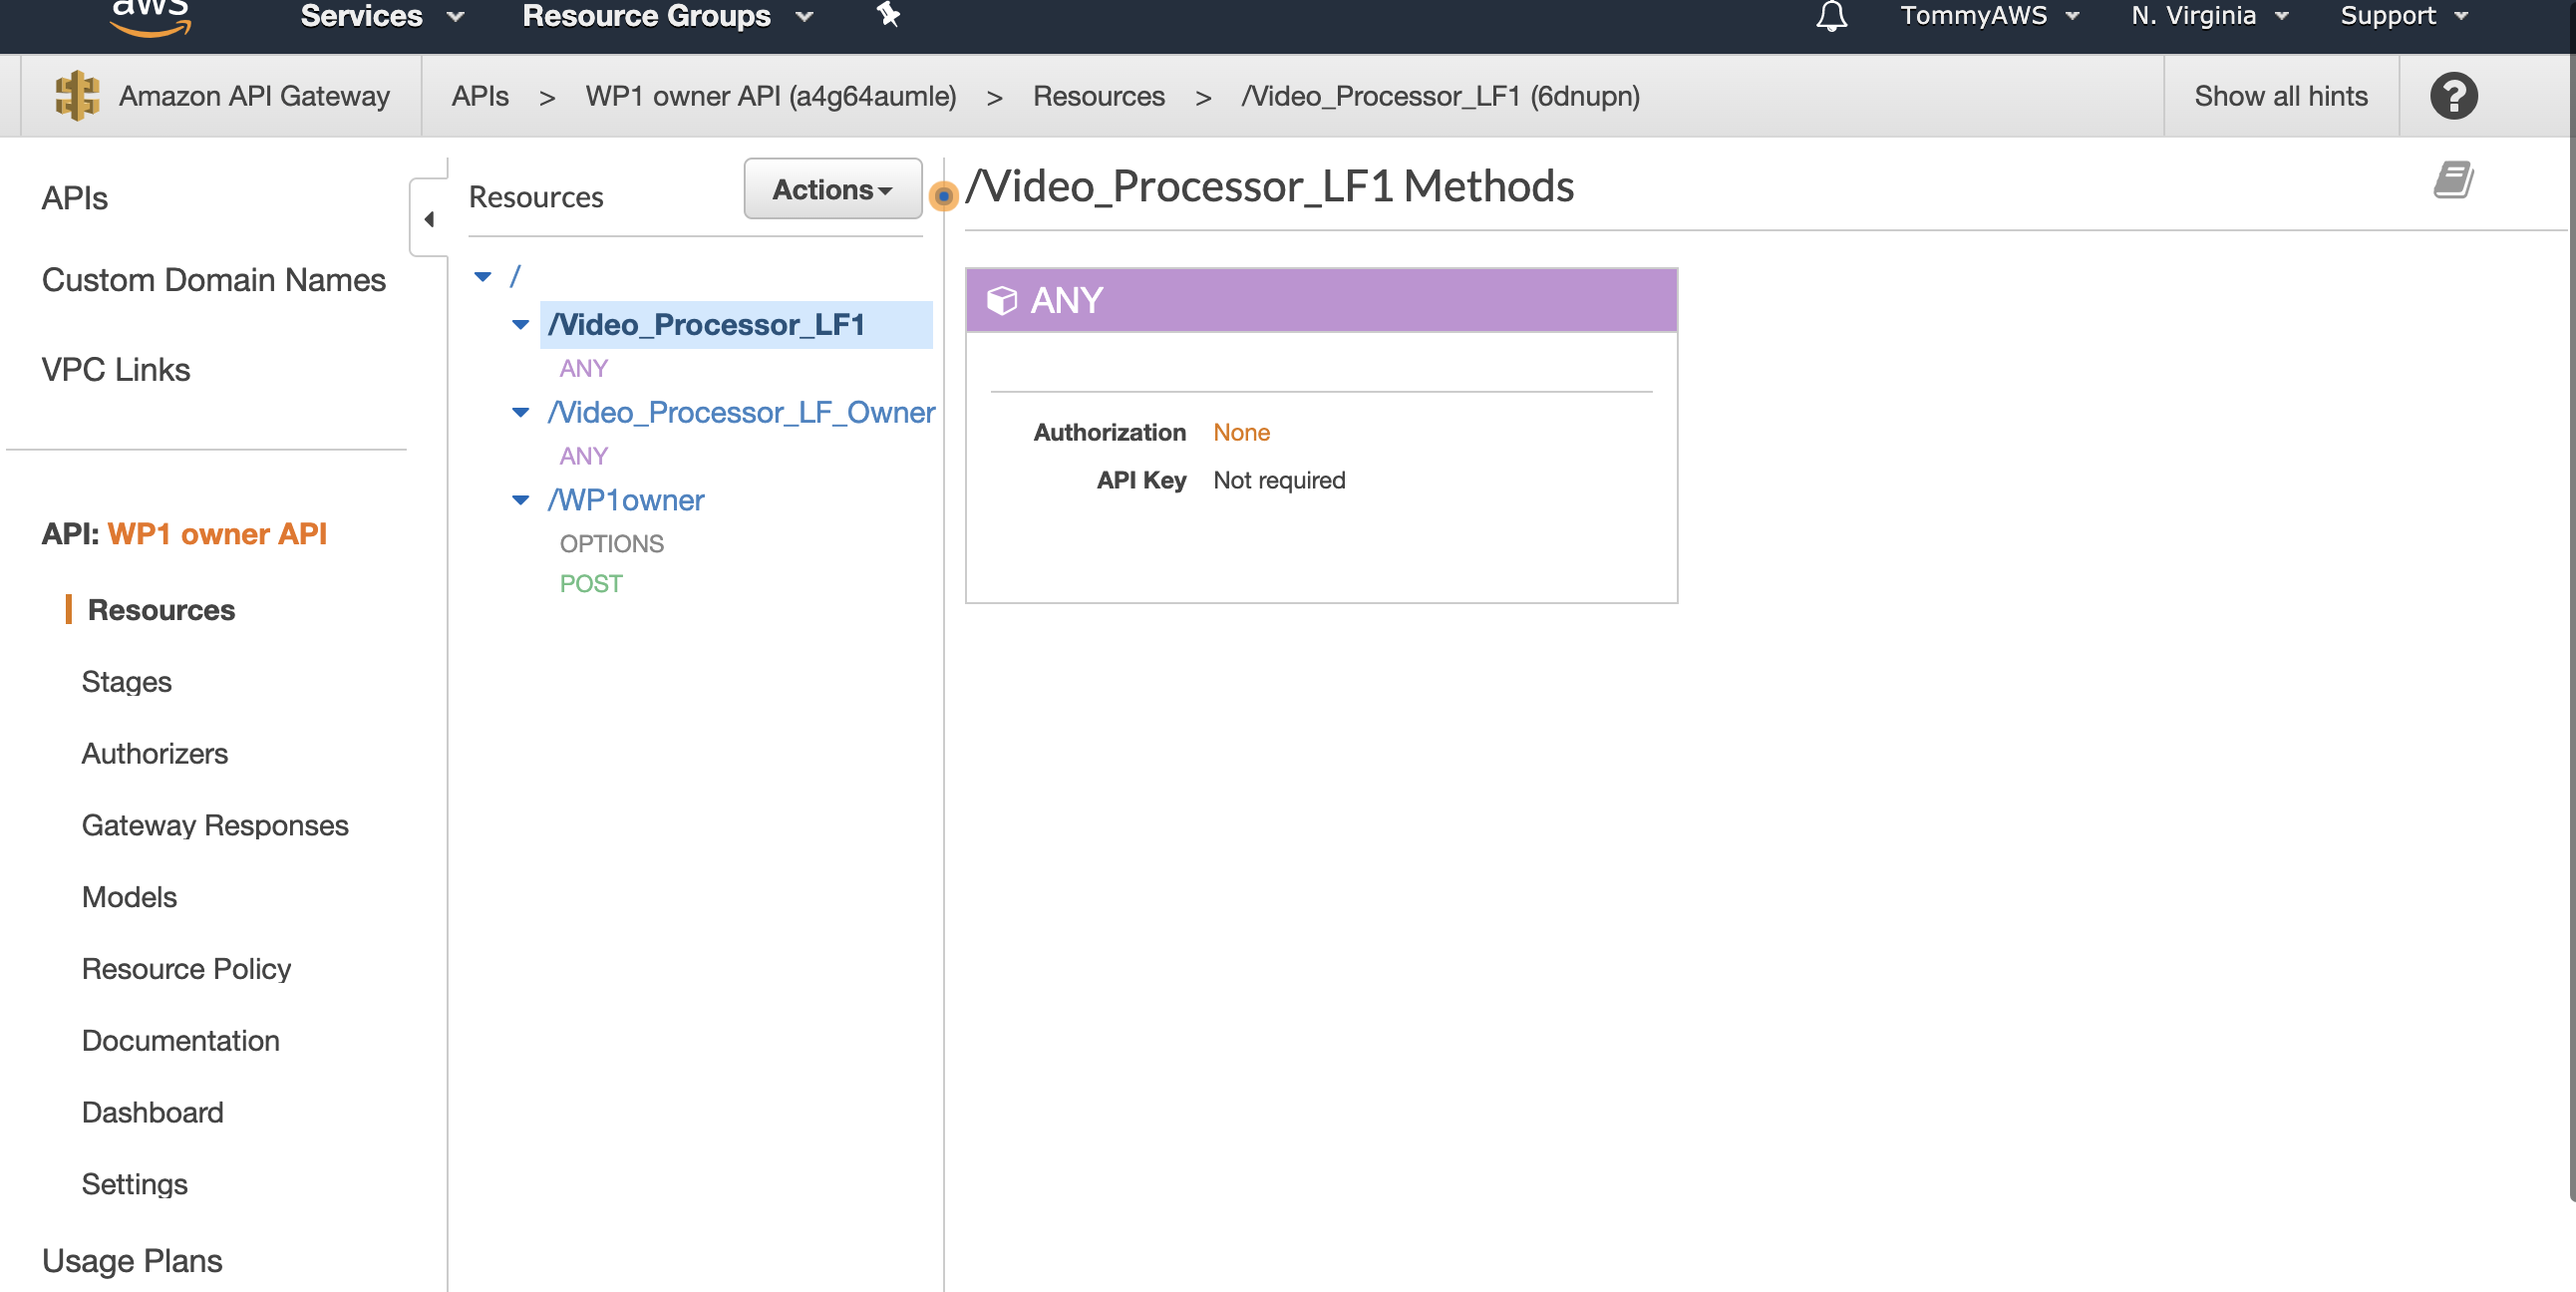 aws Services Resource Groups TommyAWS N. Virginia Support
Amazon API Gateway APIs > WP1 owner API (a4g64aumle) > Resources > /Video_Processor_LF1 (6dnupn) Show all hints ?
APIs
Custom Domain Names
VPC Links
API: WP1 owner API
Resources
Stages
Authorizers
Gateway Responses
Models
Resource Policy
Documentation
Dashboard
Settings
Usage Plans
Resources Actions
/
/Video_Processor_LF1
ANY
/Video_Processor_LF_Owner
ANY
/WP1owner
OPTIONS
POST
/Video_Processor_LF1 Methods
ANY
Authorization None
API Key Not required